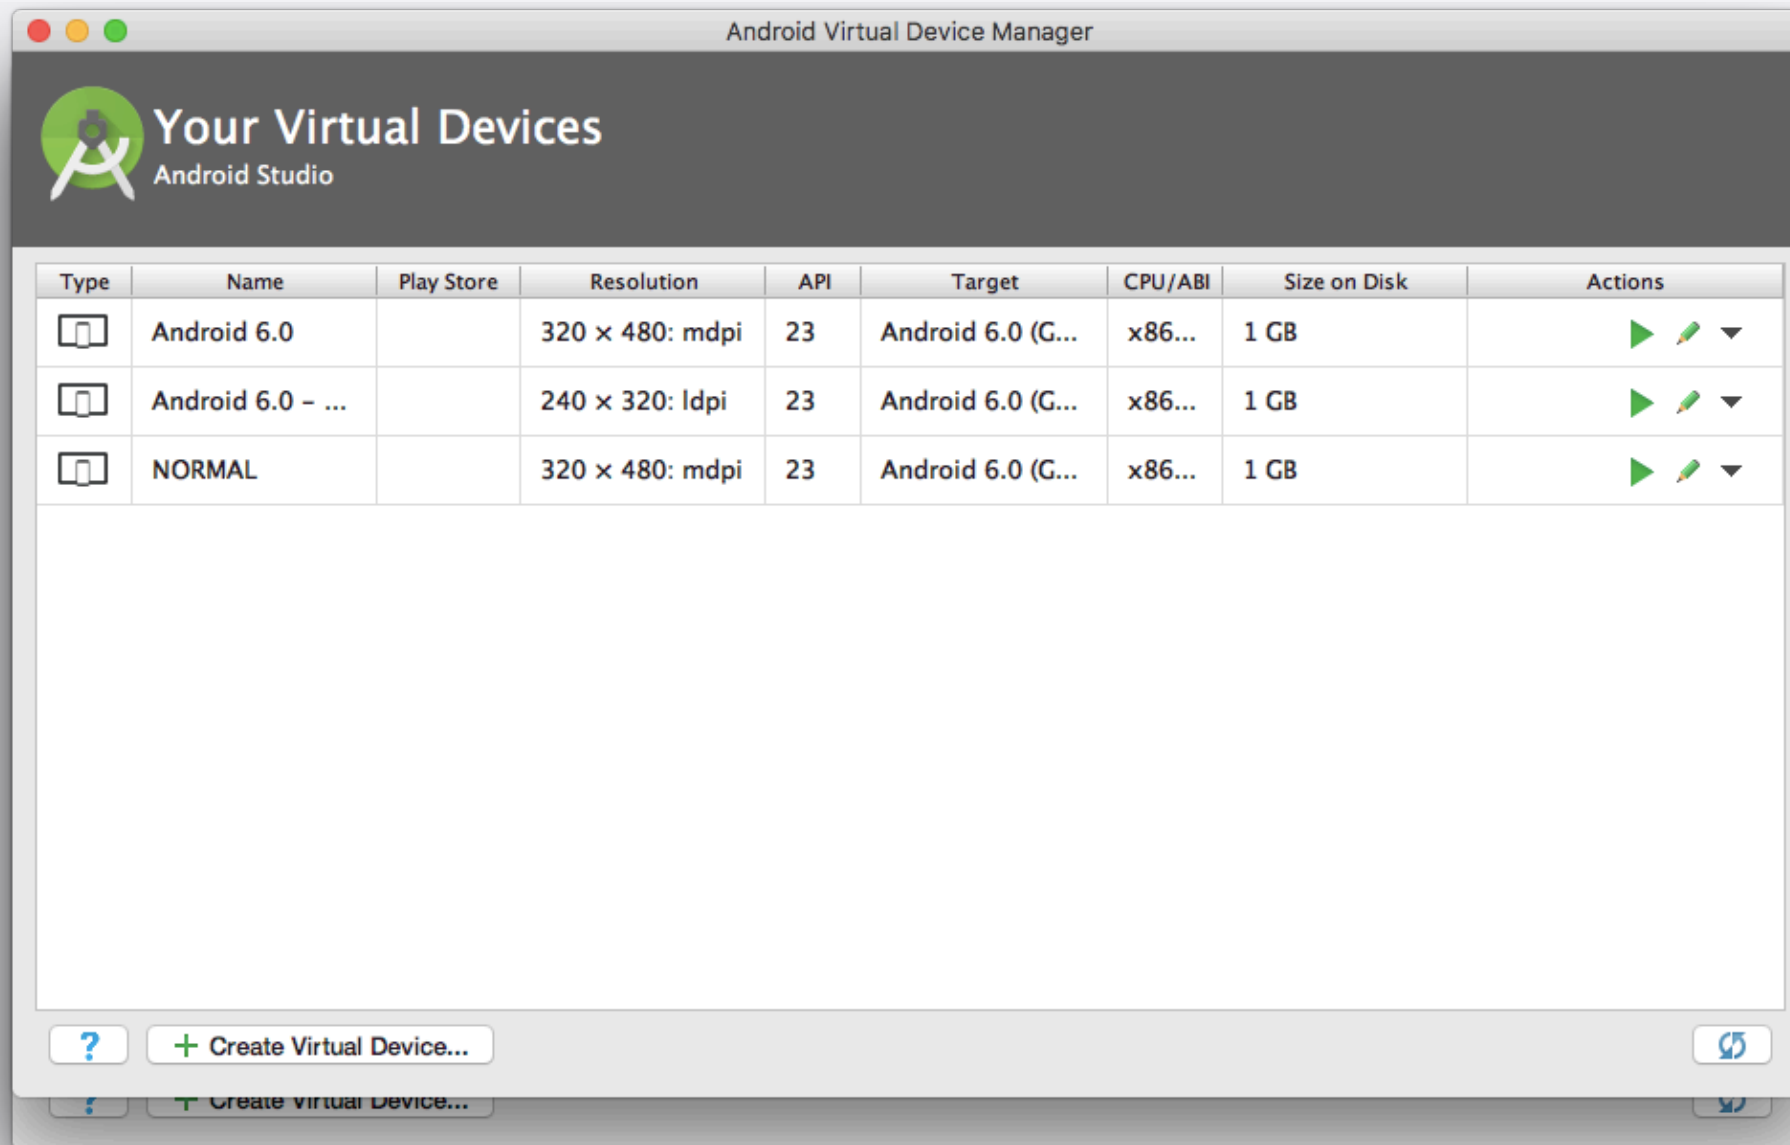 Android Virtual Device Manager
Your Virtual Devices
Android Studio
Type Name Play Store Resolution API Target CPU/ABI Size on Disk Actions
Android 6.0 320 × 480: mdpi 23 Android 6.0 (G... x86... 1 GB
Android 6.0 – ... 240 × 320: ldpi 23 Android 6.0 (G... x86... 1 GB
NORMAL 320 × 480: mdpi 23 Android 6.0 (G... x86... 1 GB
? + Create Virtual Device...
? + Create Virtual Device...